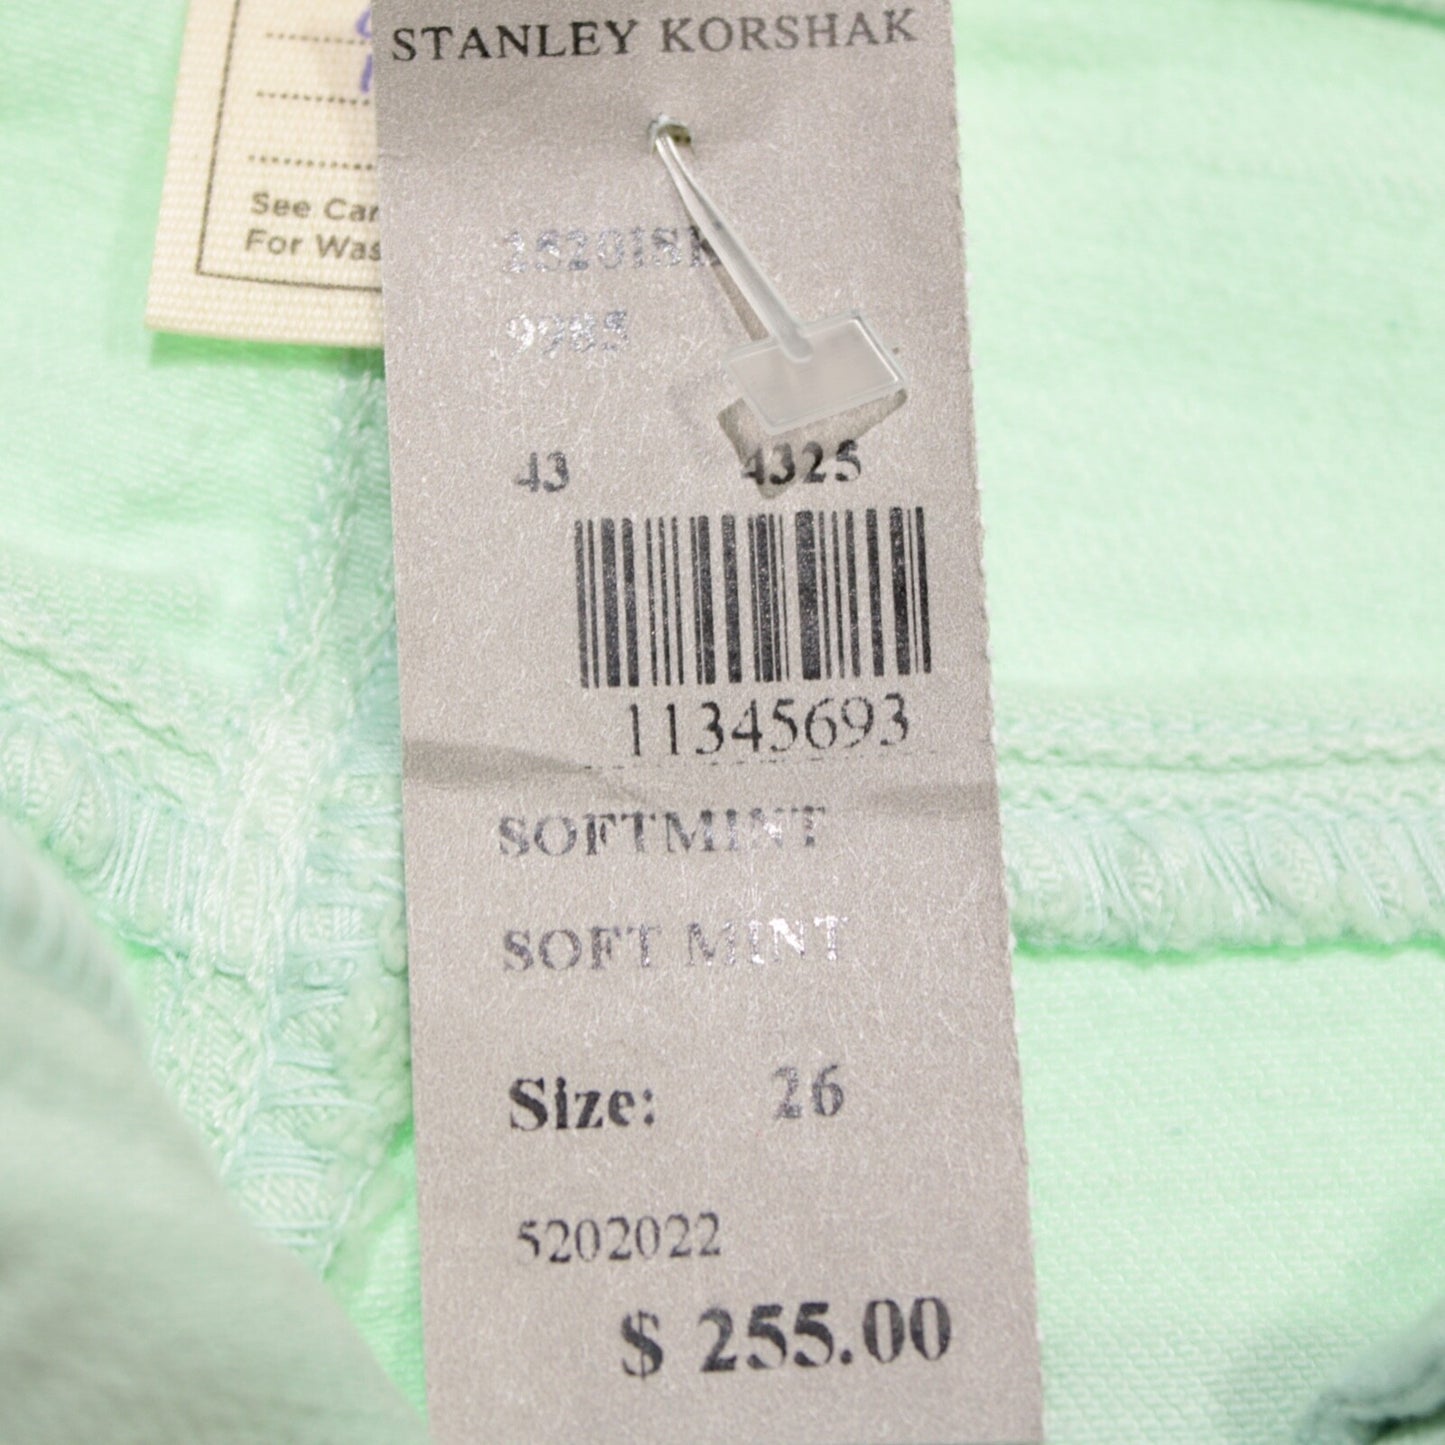 STANLEY KORSHAK
See Car
For Was
9985
43 4325
11345693
SOFTMINT
SOFT MINT
Size: 26
5202022
$ 255.00